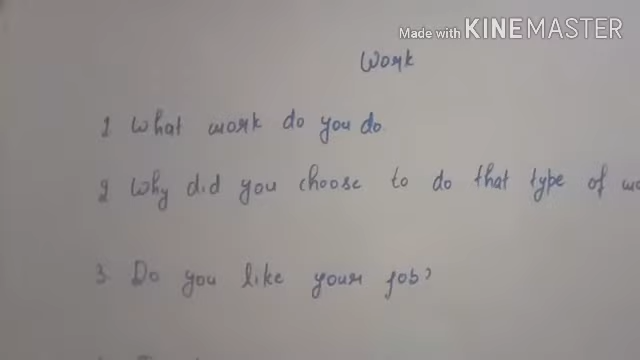 Made with KINEMASTER
Work
1 What work do you do
2 Why did you choose to do that type of
3 Do you like your job?